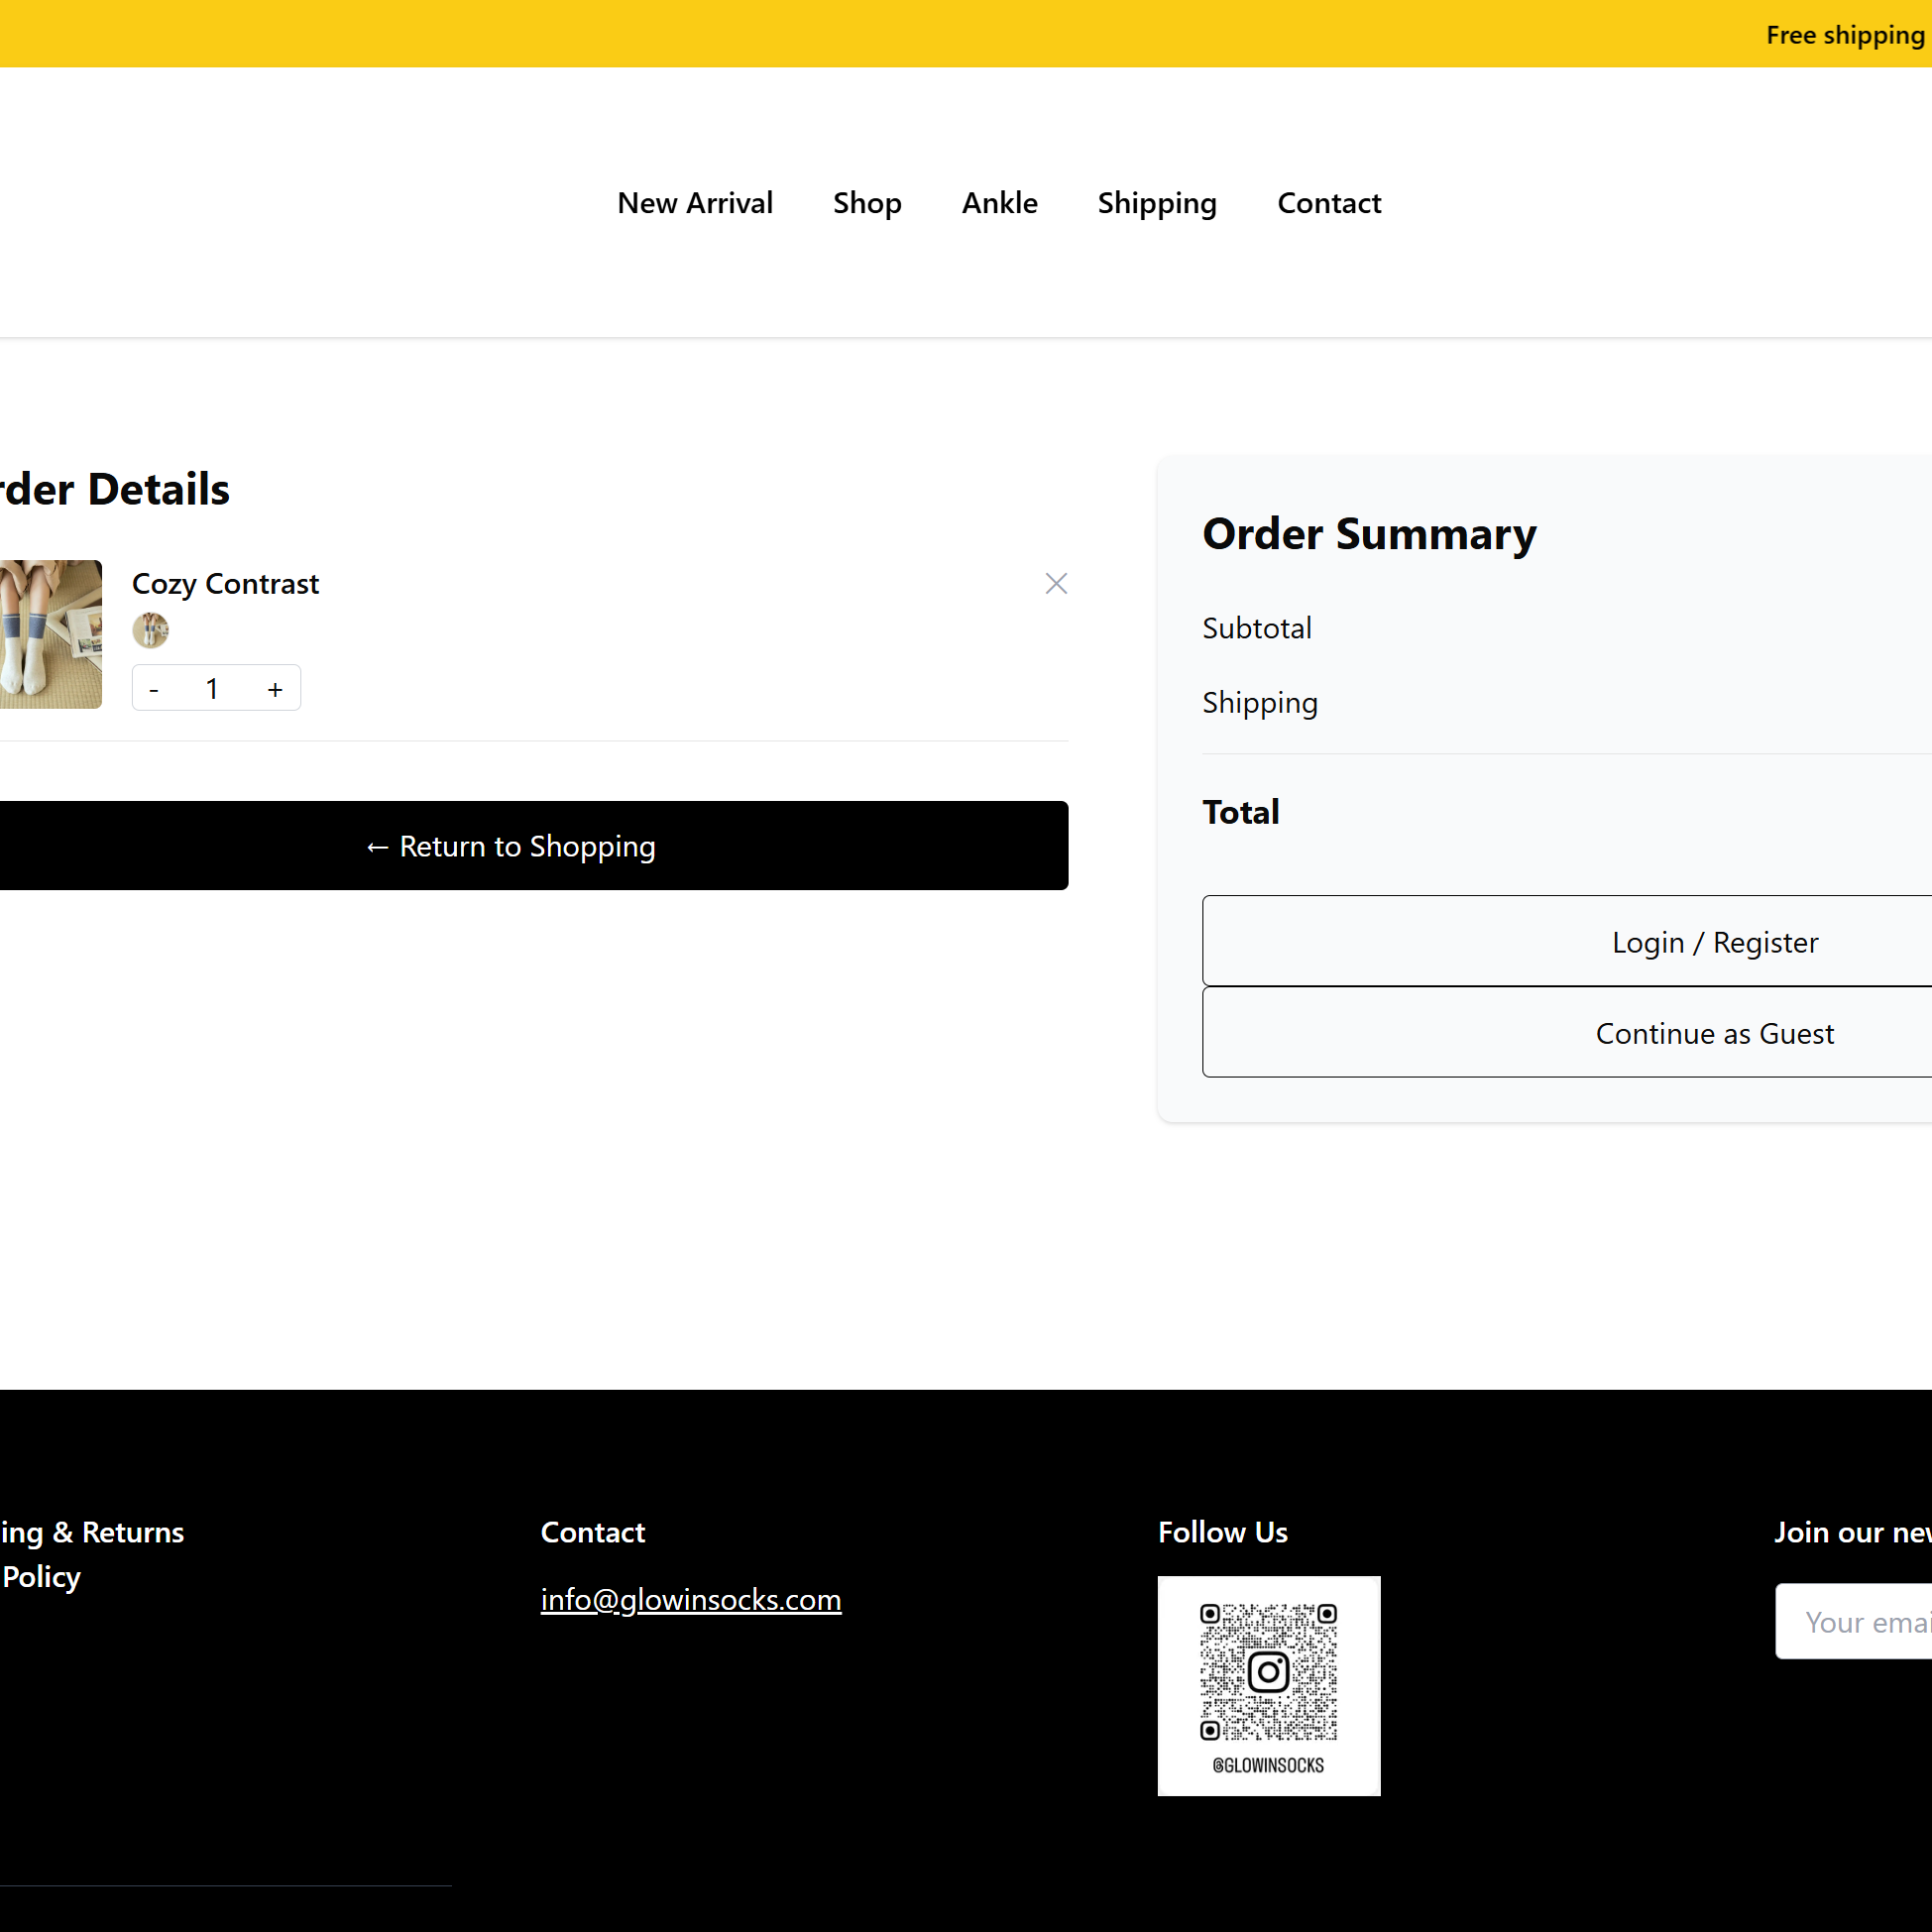 Free shipping
New Arrival Shop Ankle Shipping Contact
rder Details
Order Summary
Cozy Contrast
Subtotal
- 1 +
Shipping
Total
← Return to Shopping
Login / Register
Continue as Guest
ing & Returns
Policy
Contact
info@glowinsocks.com
Follow Us
@GLOWINSOCKS
Join our new
Your emai